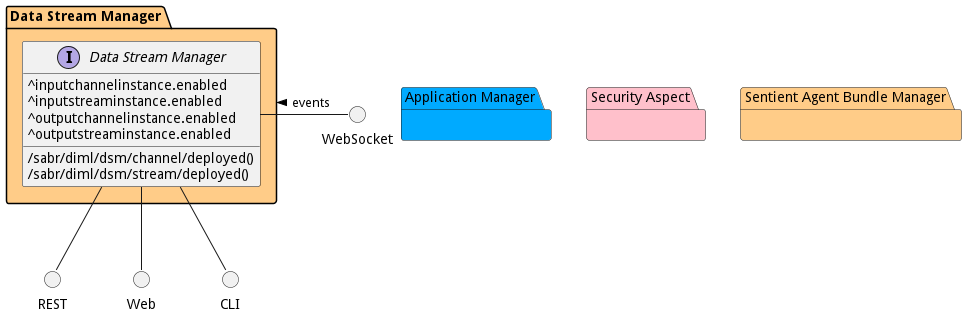 Data Stream Manager
I Data Stream Manager
^inputchannelinstance.enabled
^inputstreaminstance.enabled
^outputchannelinstance.enabled
^outputstreaminstance.enabled
/sabr/diml/dsm/channel/deployed()
/sabr/diml/dsm/stream/deployed()
events
WebSocket
Application Manager
Security Aspect
Sentient Agent Bundle Manager
REST
Web
CLI